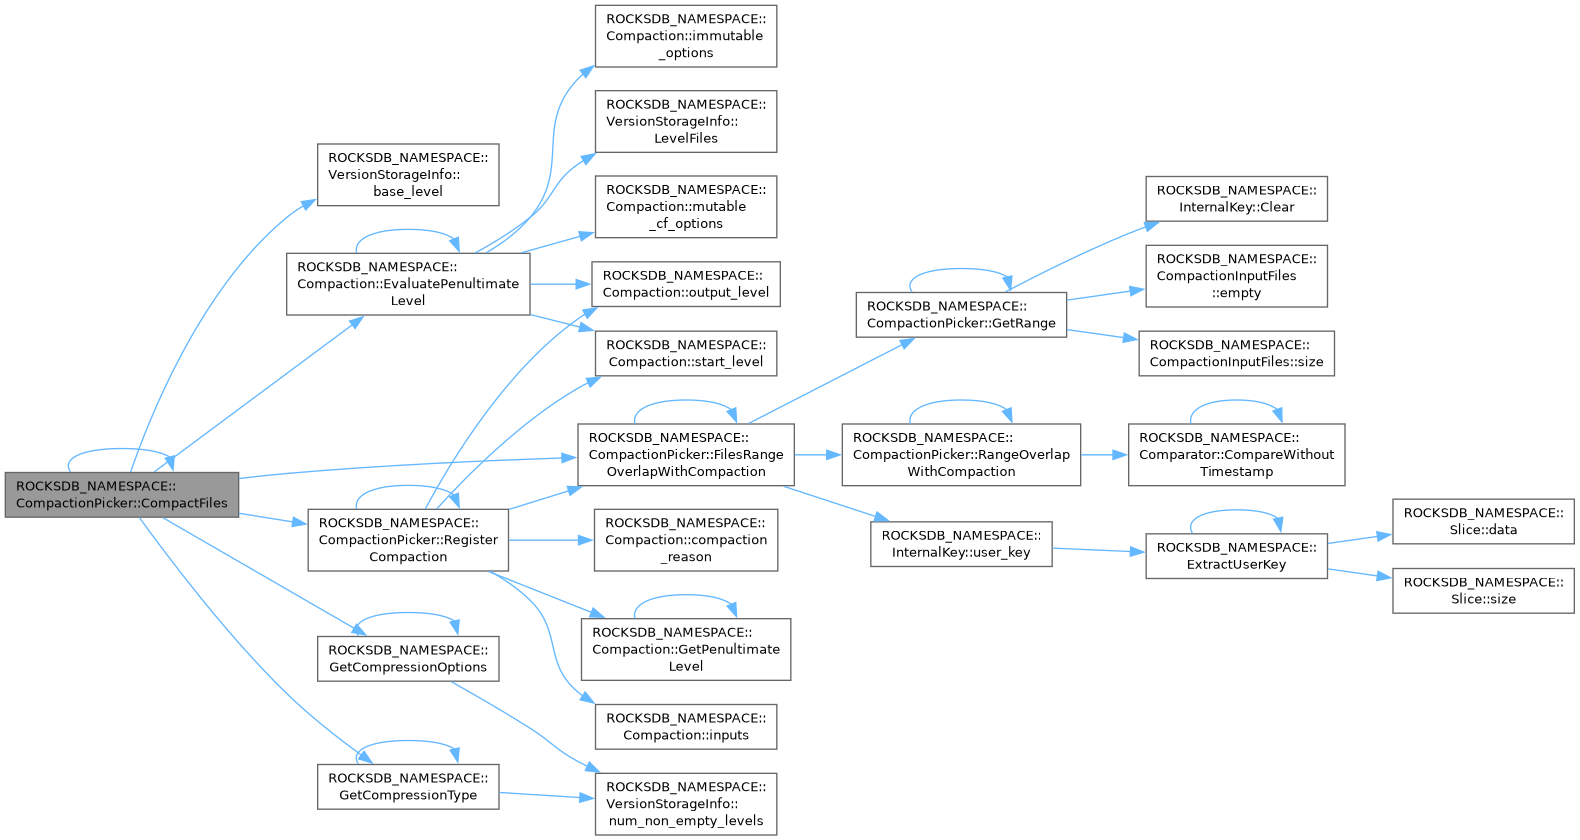 ROCKSDB_NAMESPACE::
CompactionPicker::CompactFiles
ROCKSDB_NAMESPACE::
VersionStorageInfo::
base_level
ROCKSDB_NAMESPACE::
Compaction::EvaluatePenultimate
Level
ROCKSDB_NAMESPACE::
CompactionPicker::Register
Compaction
ROCKSDB_NAMESPACE::
GetCompressionOptions
ROCKSDB_NAMESPACE::
GetCompressionType
ROCKSDB_NAMESPACE::
Compaction::immutable
_options
ROCKSDB_NAMESPACE::
VersionStorageInfo::
LevelFiles
ROCKSDB_NAMESPACE::
Compaction::mutable
_cf_options
ROCKSDB_NAMESPACE::
Compaction::output_level
ROCKSDB_NAMESPACE::
Compaction::start_level
ROCKSDB_NAMESPACE::
CompactionPicker::FilesRange
OverlapWithCompaction
ROCKSDB_NAMESPACE::
Compaction::compaction
_reason
ROCKSDB_NAMESPACE::
Compaction::GetPenultimate
Level
ROCKSDB_NAMESPACE::
Compaction::inputs
ROCKSDB_NAMESPACE::
VersionStorageInfo::
num_non_empty_levels
ROCKSDB_NAMESPACE::
CompactionPicker::GetRange
ROCKSDB_NAMESPACE::
CompactionPicker::RangeOverlap
WithCompaction
ROCKSDB_NAMESPACE::
InternalKey::user_key
ROCKSDB_NAMESPACE::
InternalKey::Clear
ROCKSDB_NAMESPACE::
CompactionInputFiles
::empty
ROCKSDB_NAMESPACE::
CompactionInputFiles::size
ROCKSDB_NAMESPACE::
Comparator::CompareWithout
Timestamp
ROCKSDB_NAMESPACE::
ExtractUserKey
ROCKSDB_NAMESPACE::
Slice::data
ROCKSDB_NAMESPACE::
Slice::size